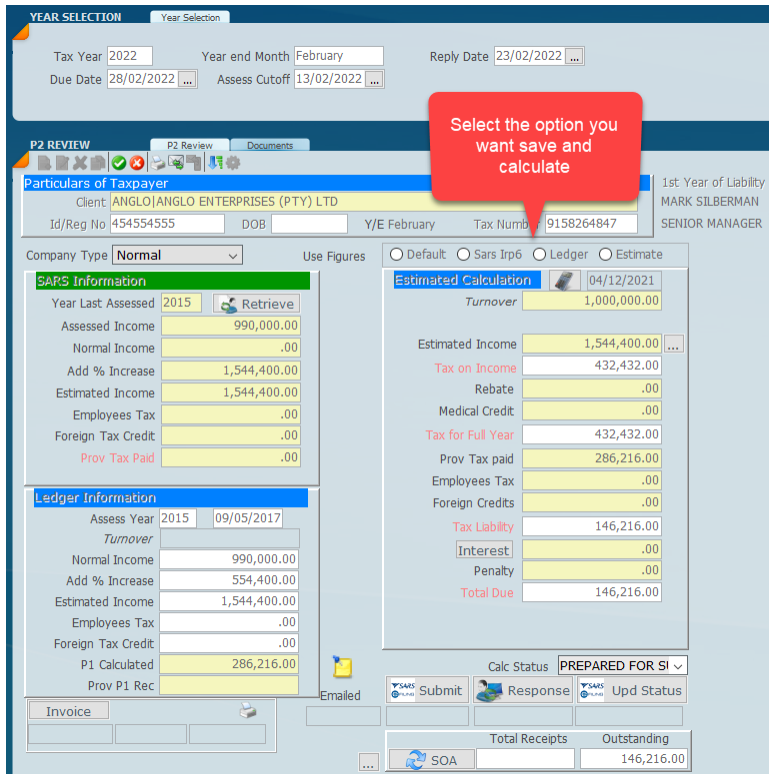 YEAR SELECTION Year Selection
Tax Year 2022 Year end Month February Reply Date 23/02/2022 ...
Due Date 28/02/2022 ... Assess Cutoff 13/02/2022 ...
Select the option you
want save and
calculate
P2 REVIEW P2 Review Documents
Particulars of Taxpayer 1st Year of Liability
Client ANGLO|ANGLO ENTERPRISES (PTY) LTD MARK SILBERMAN
Id/Reg No 454554555 DOB Y/E February Tax Number 9158264847 SENIOR MANAGER
Company Type Normal Use Figures Default Sars Irp6 Ledger Estimate
SARS Information
Year Last Assessed 2015 Retrieve
Assessed Income 990,000.00
Normal Income .00
Add % Increase 1,544,400.00
Estimated Income 1,544,400.00
Employees Tax .00
Foreign Tax Credit .00
Prov Tax Paid .00
Ledger Information
Assess Year 2015 09/05/2017
Turnover
Normal Income 990,000.00
Add % Increase 554,400.00
Estimated Income 1,544,400.00
Employees Tax .00
Foreign Tax Credit .00
P1 Calculated 286,216.00
Prov P1 Rec
Invoice
Estimated Calculation 04/12/2021
Turnover 1,000,000.00
Estimated Income 1,544,400.00 ...
Tax on Income 432,432.00
Rebate .00
Medical Credit .00
Tax for Full Year 432,432.00
Prov Tax paid 286,216.00
Employees Tax .00
Foreign Credits .00
Tax Liability 146,216.00
Interest .00
Penalty .00
Total Due 146,216.00
Calc Status PREPARED FOR SU
Emailed SARS eFILING Submit Response SARS eFILING Upd Status
Total Receipts Outstanding
... SOA 146,216.00